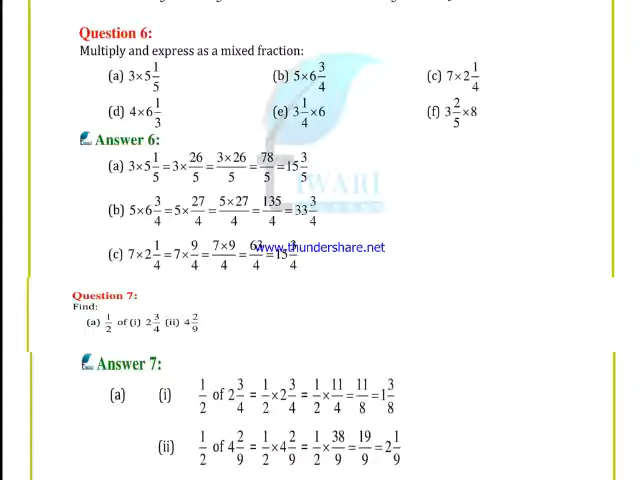 Question 6:
Multiply and express as a mixed fraction:
(a) 3×5 1/5 (b) 5×6 3/4 (c) 7×2 1/4
(d) 4×6 1/3 (e) 3 1/4 ×6 (f) 3 2/5 ×8
Answer 6:
(a) 3×5 1/5 = 3× 26/5 = 3×26/5 = 78/5 = 15 3/5
(b) 5×6 3/4 = 5× 27/4 = 5×27/4 = 135/4 = 33 3/4
(c) 7×2 1/4 = 7× 9/4 = 7×9/4 = 63/4 = 15 3/4
IWARI
www.thundershare.net
Question 7:
Find:
(a) 1/2 of (i) 2 3/4 (ii) 4 2/9
Answer 7:
(a) (i) 1/2 of 2 3/4 = 1/2 ×2 3/4 = 1/2 × 11/4 = 11/8 = 1 3/8
(ii) 1/2 of 4 2/9 = 1/2 ×4 2/9 = 1/2 × 38/9 = 19/9 = 2 1/9